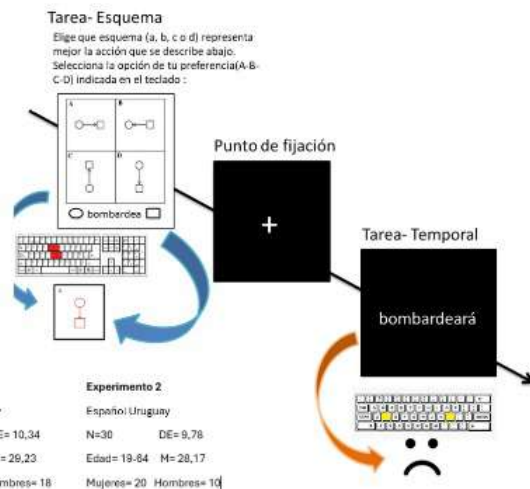 Tarea- Esquema
Elige que esquema (a, b, c o d) representa
mejor la acción que se describe abajo.
Selecciona la opción de tu preferencia(A-B-
C-D) indicada en el teclado :
A
B
C
D
bombardea
Punto de fijación
+
Tarea- Temporal
bombardeará
Experimento 2
Español Uruguay
E= 10,34
N=30 DE= 9,78
= 29,23
Edad= 19-64 M= 28,17
mbres= 18
Mujeres= 20 Hombres= 10